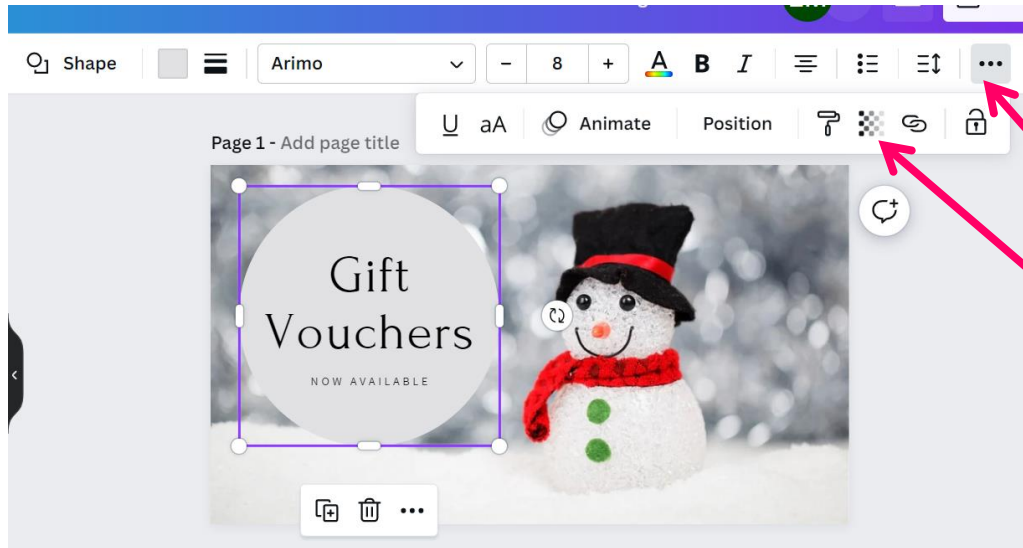 Shape Arimo - 8 + A B I
U aA Animate Position
Page 1 - Add page title
Gift
Vouchers
NOW AVAILABLE